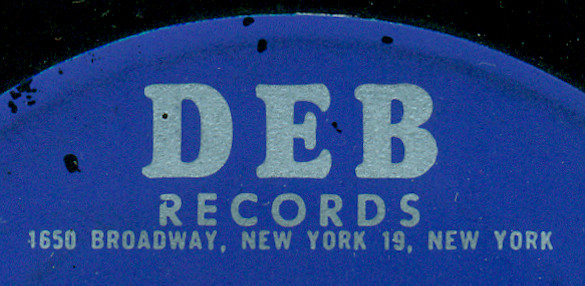 DEB
RECORDS
1650 BROADWAY, NEW YORK 19, NEW YORK